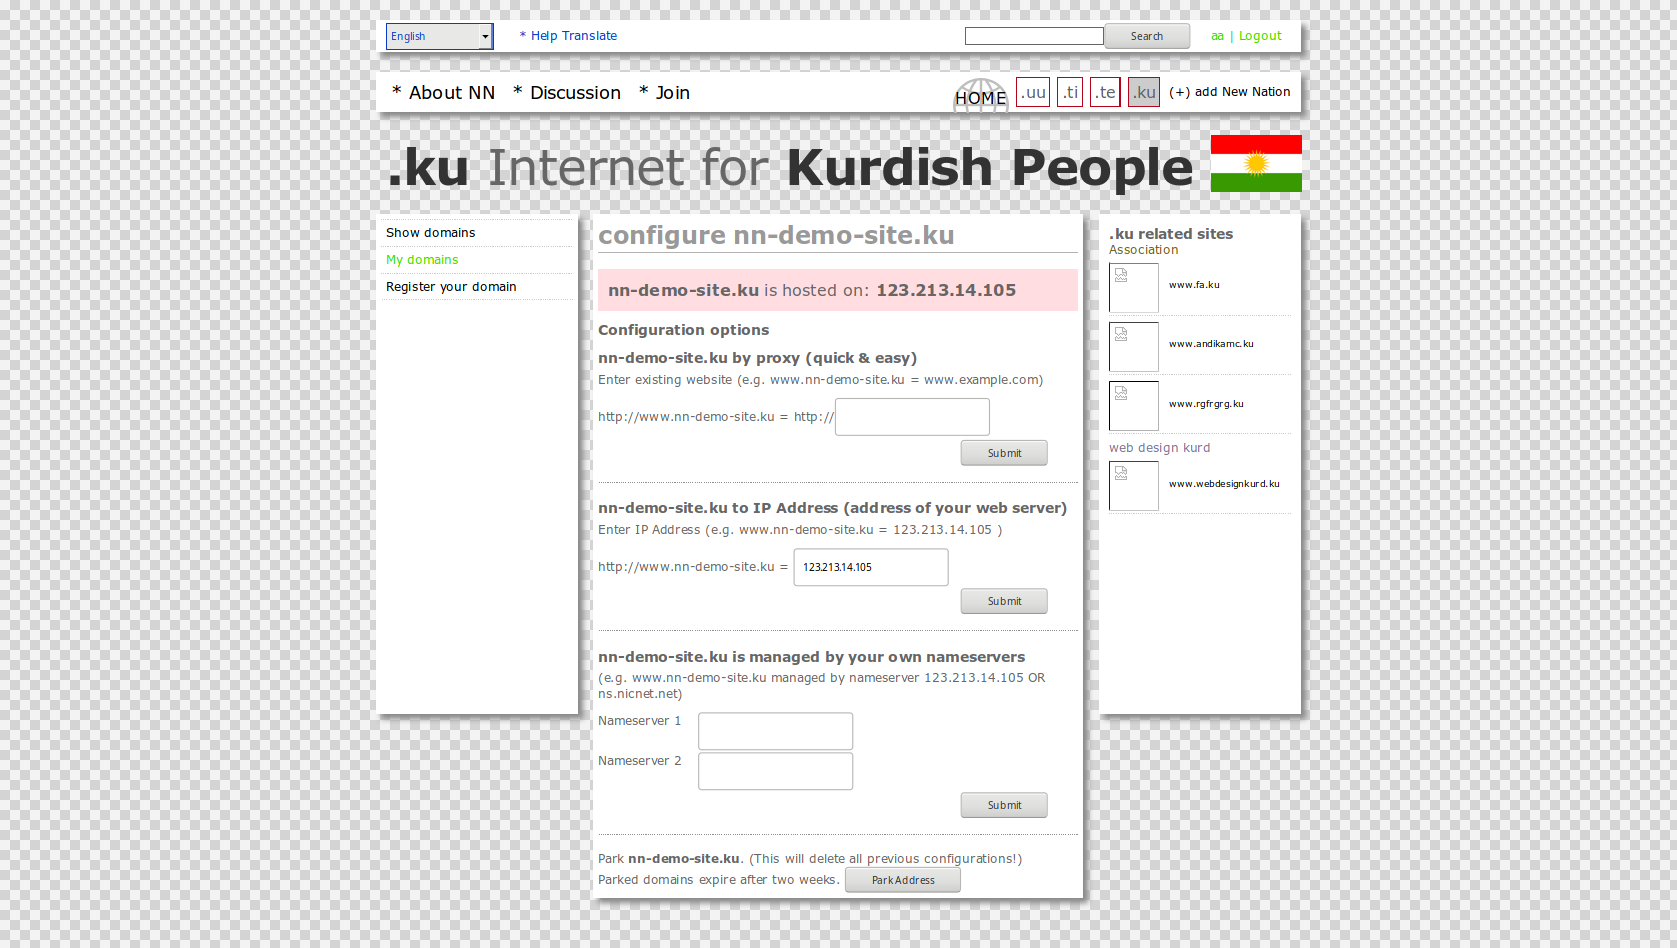 English
* Help Translate
Search
aa | Logout
* About NN * Discussion * Join
HOME .uu .ti .te .ku (+) add New Nation
.ku Internet for Kurdish People
Show domains
My domains
Register your domain
configure nn-demo-site.ku
nn-demo-site.ku is hosted on: 123.213.14.105
Configuration options
nn-demo-site.ku by proxy (quick & easy)
Enter existing website (e.g. www.nn-demo-site.ku = www.example.com)
http://www.nn-demo-site.ku = http://
Submit
nn-demo-site.ku to IP Address (address of your web server)
Enter IP Address (e.g. www.nn-demo-site.ku = 123.213.14.105 )
http://www.nn-demo-site.ku = 123.213.14.105
Submit
nn-demo-site.ku is managed by your own nameservers
(e.g. www.nn-demo-site.ku managed by nameserver 123.213.14.105 OR
ns.nicnet.net)
Nameserver 1
Nameserver 2
Submit
Park nn-demo-site.ku. (This will delete all previous configurations!)
Parked domains expire after two weeks. Park Address
.ku related sites
Association
www.fa.ku
www.andikamc.ku
www.rgfrgrg.ku
web design kurd
www.webdesignkurd.ku